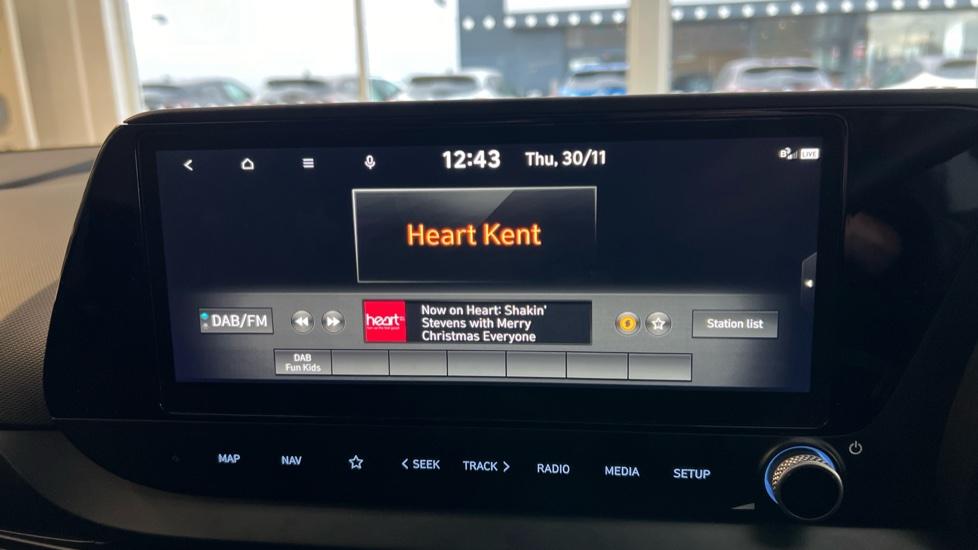 12:43 Thu, 30/11
LIVE
Heart Kent
DAB/FM
heart
Now on Heart: Shakin'
Stevens with Merry
Christmas Everyone
Station list
DAB
Fun Kids
MAP NAV < SEEK TRACK > RADIO MEDIA SETUP